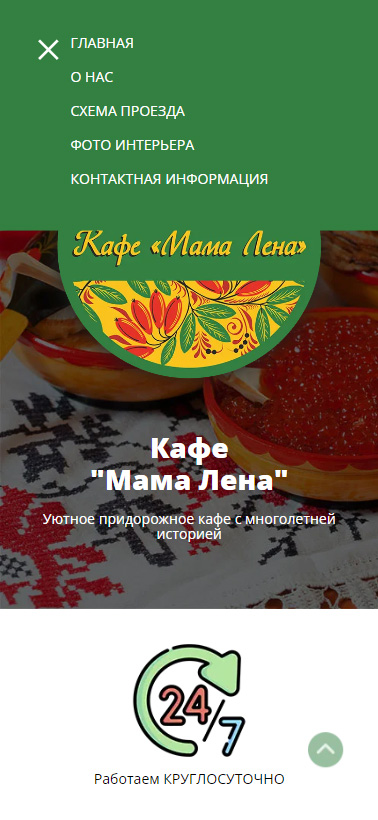 ГЛАВНАЯ
О НАС
СХЕМА ПРОЕЗДА
ФОТО ИНТЕРЬЕРА
КОНТАКТНАЯ ИНФОРМАЦИЯ
Кафе «Мама Лена»
Кафе
"Мама Лена"
Уютное придорожное кафе с многолетней
историей
24/7
Работаем КРУГЛОСУТОЧНО